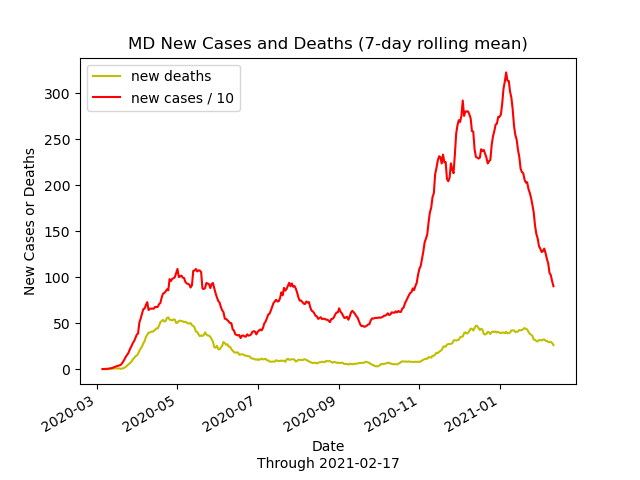 MD New Cases and Deaths (7-day rolling mean)
new deaths
new cases / 10
300
250
200
150
100
50
0
New Cases or Deaths
2020-03
2020-05
2020-07
2020-09
2020-11
2021-01
Date
Through 2021-02-17